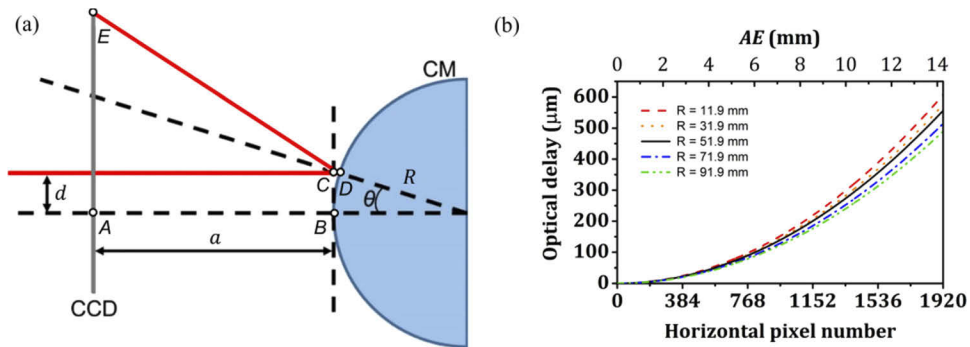 (a)
E
CM
C
D
R
d
θ
A
B
a
CCD
(b)
AE (mm)
0 2 4 6 8 10 12 14
Optical delay (μm)
600
500
400
300
200
100
0
R = 11.9 mm
R = 31.9 mm
R = 51.9 mm
R = 71.9 mm
R = 91.9 mm
0 384 768 1152 1536 1920
Horizontal pixel number